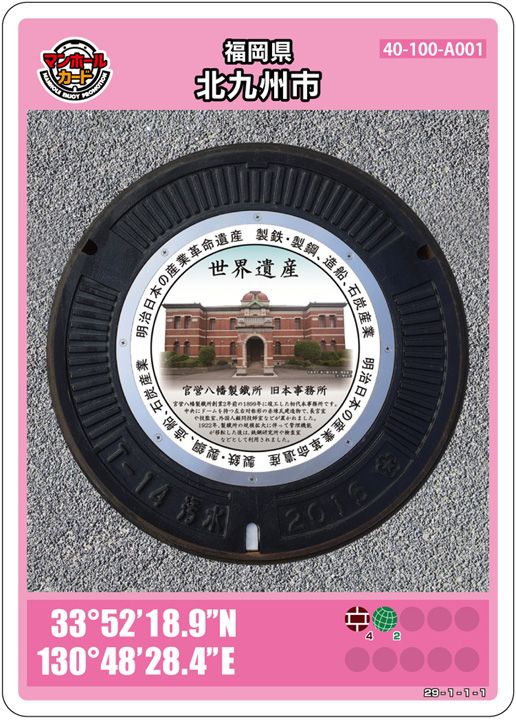 マンホール
カード
MANHOLE ENJOY PROMOTION
福岡県
北九州市
40-100-A001
明治日本の産業革命遺産　製鉄・製鋼、造船、石炭産業
明治日本の産業革命遺産　製鉄・製鋼、造船、石炭産業
世界遺産
官営八幡製鐵所 旧本事務所
官営八幡製鐵所創業2年前の1899年に竣工した初代本事務所です。
中央にドームを持つ左右対称形の赤煉瓦建造物で、長官室
や技監室、外国人顧問技師室などが置かれました。
1922年、製鐵所の規模拡大に伴って管理機能
が移転した後は、鉄鋼研究所や検査室
などとして利用されました。
T-14 汚水 2016
33°52'18.9"N
130°48'28.4"E
4
2
29-1-1-1